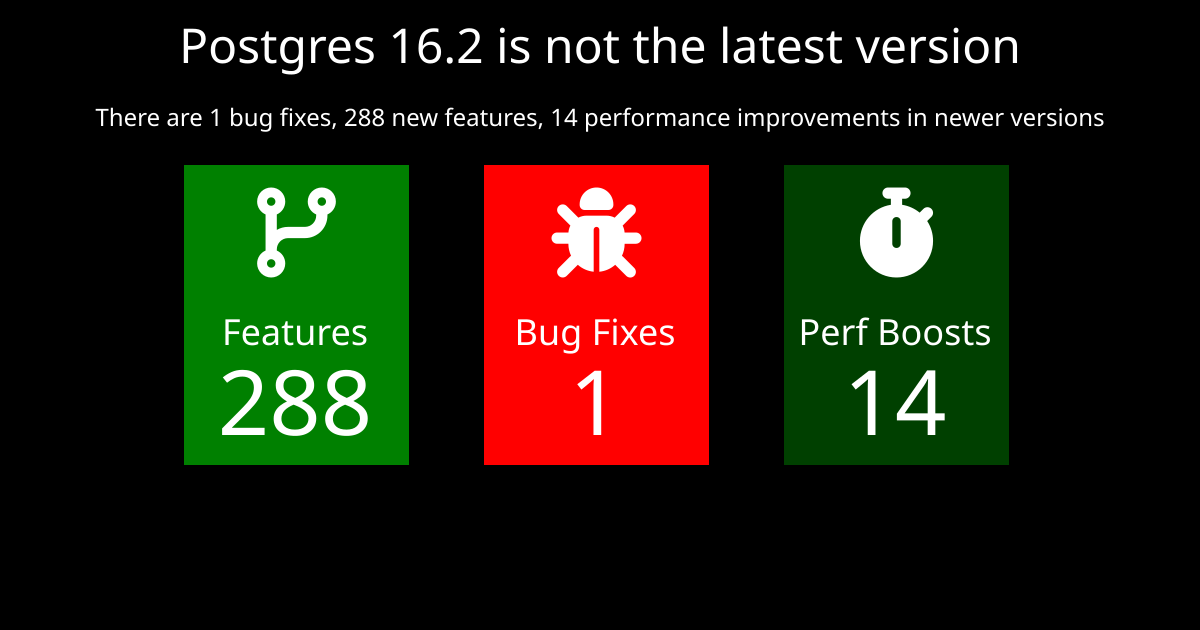 Postgres 16.2 is not the latest version
There are 1 bug fixes, 288 new features, 14 performance improvements in newer versions
Features
288
Bug Fixes
1
Perf Boosts
14